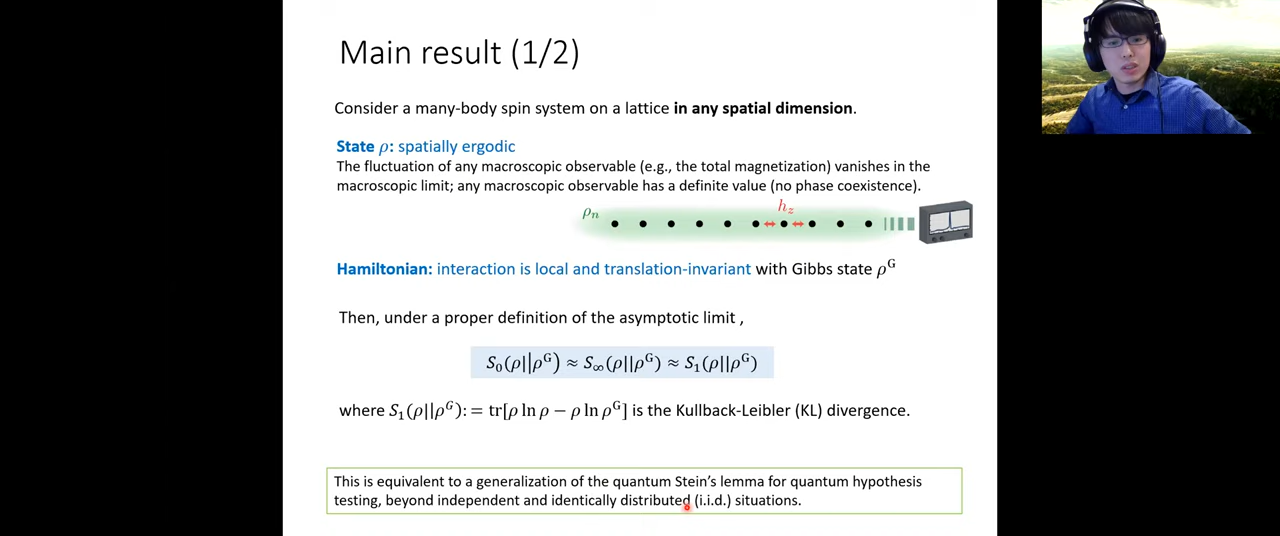 Main result (1/2)
Consider a many-body spin system on a lattice in any spatial dimension.
State ρ: spatially ergodic
The fluctuation of any macroscopic observable (e.g., the total magnetization) vanishes in the
macroscopic limit; any macroscopic observable has a definite value (no phase coexistence).
ρₙ
h_z
Hamiltonian: interaction is local and translation-invariant with Gibbs state ρᴳ
Then, under a proper definition of the asymptotic limit ,
S₀(ρ||ρᴳ) ≈ S∞(ρ||ρᴳ) ≈ S₁(ρ||ρᴳ)
where S₁(ρ||ρᴳ): = tr[ρ ln ρ − ρ ln ρᴳ] is the Kullback-Leibler (KL) divergence.
This is equivalent to a generalization of the quantum Stein's lemma for quantum hypothesis
testing, beyond independent and identically distributed (i.i.d.) situations.